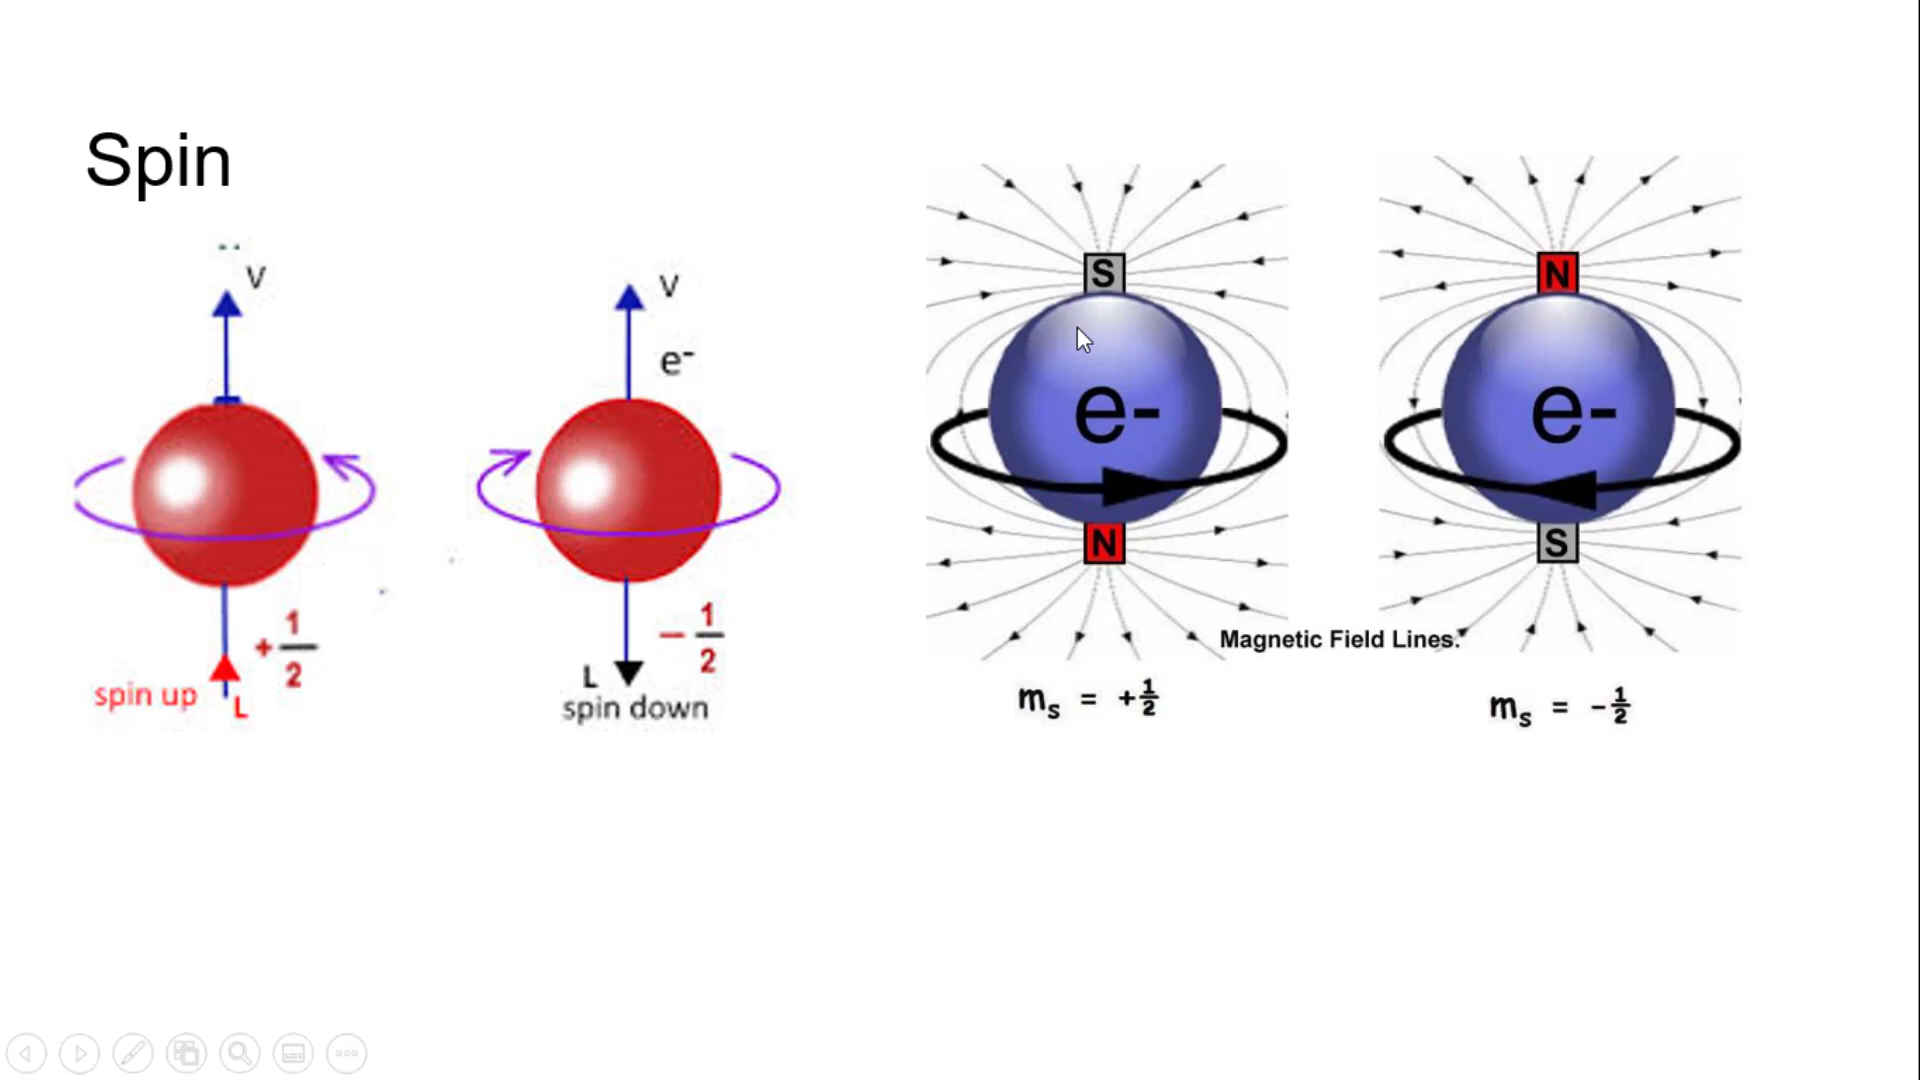 Spin
V
+ 1/2
spin up
L
V
e-
- 1/2
L
spin down
S
e-
N
N
e-
S
Magnetic Field Lines.
ms = +½
ms = -½